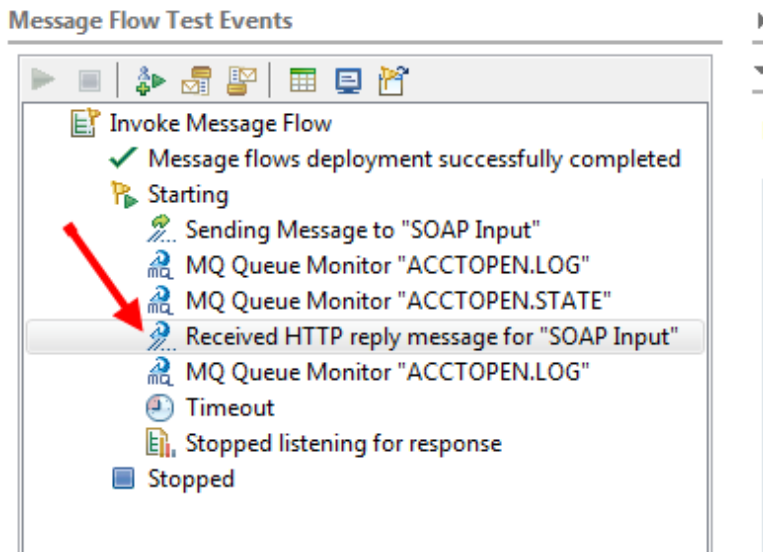 Message Flow Test Events
Invoke Message Flow
Message flows deployment successfully completed
Starting
Sending Message to "SOAP Input"
MQ Queue Monitor "ACCTOPEN.LOG"
MQ Queue Monitor "ACCTOPEN.STATE"
Received HTTP reply message for "SOAP Input"
MQ Queue Monitor "ACCTOPEN.LOG"
Timeout
Stopped listening for response
Stopped